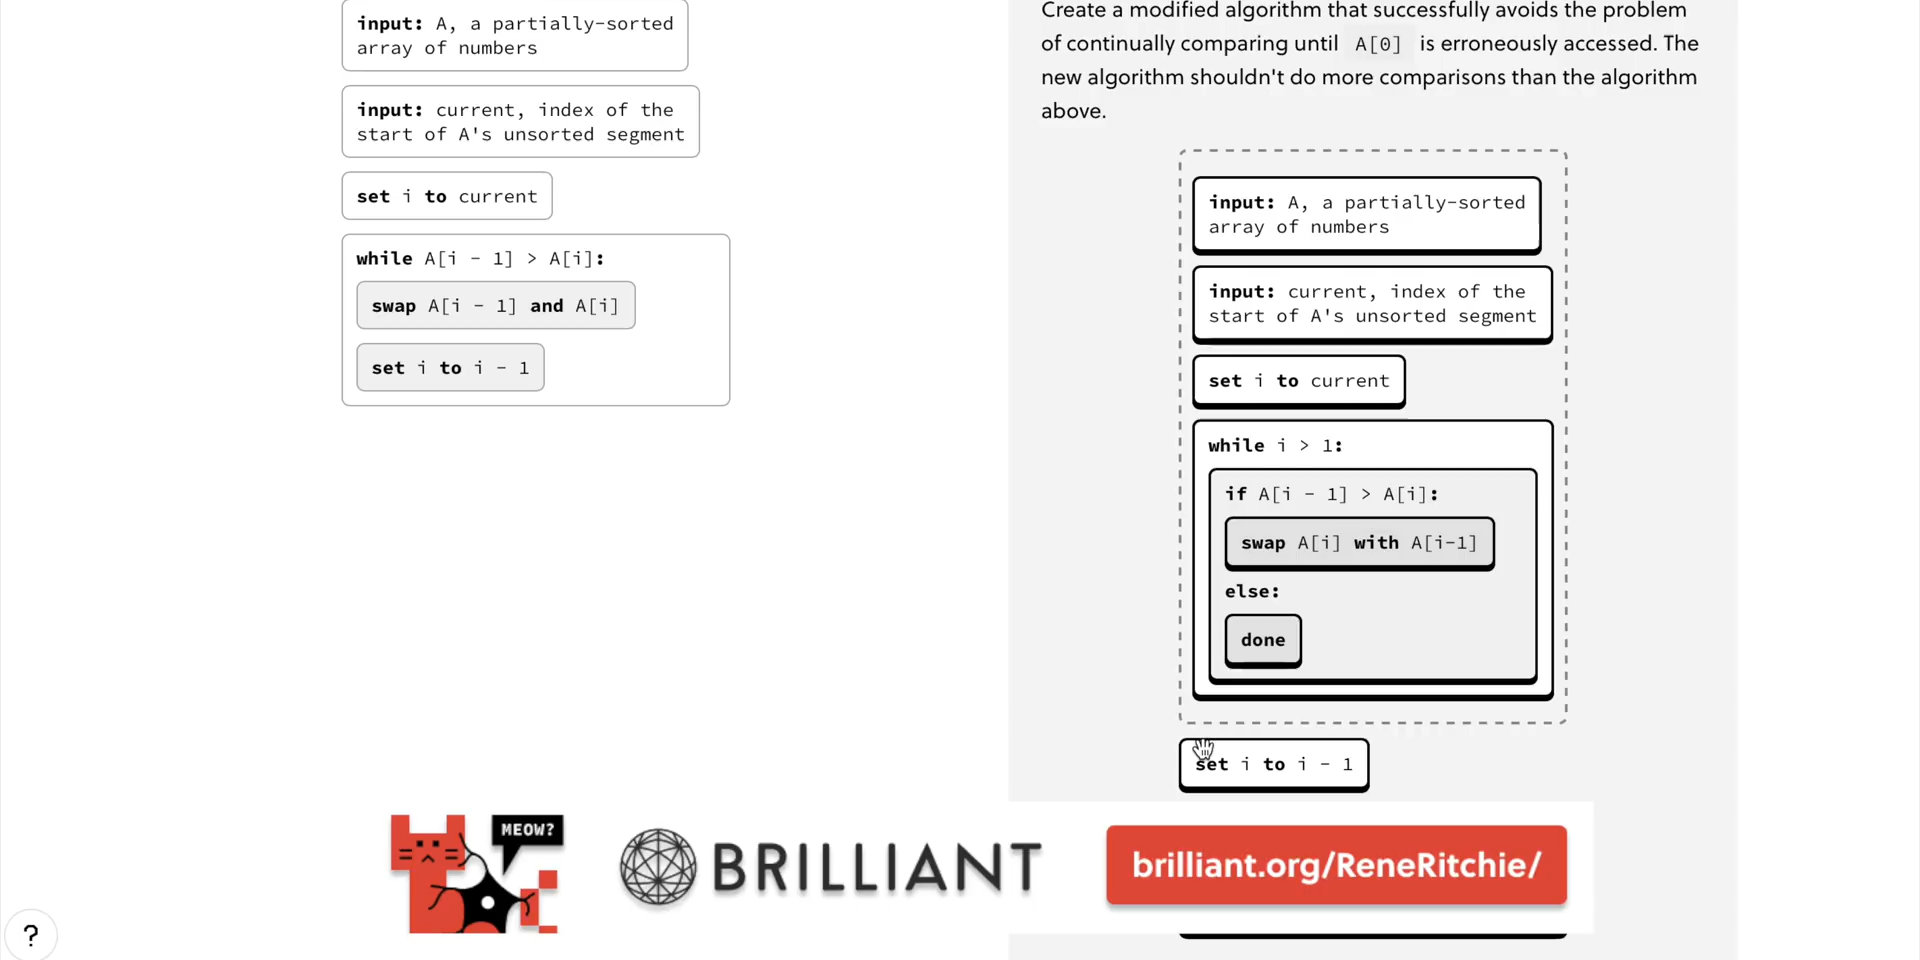 input: A, a partially-sorted
array of numbers
input: current, index of the
start of A's unsorted segment
set i to current
while A[i - 1] > A[i]:
swap A[i - 1] and A[i]
set i to i - 1
Create a modified algorithm that successfully avoids the problem
of continually comparing until A[0] is erroneously accessed. The
new algorithm shouldn't do more comparisons than the algorithm
above.
input: A, a partially-sorted
array of numbers
input: current, index of the
start of A's unsorted segment
set i to current
while i > 1:
if A[i - 1] > A[i]:
swap A[i] with A[i-1]
else:
done
set i to i - 1
MEOW?
BRILLIANT
brilliant.org/ReneRitchie/
?